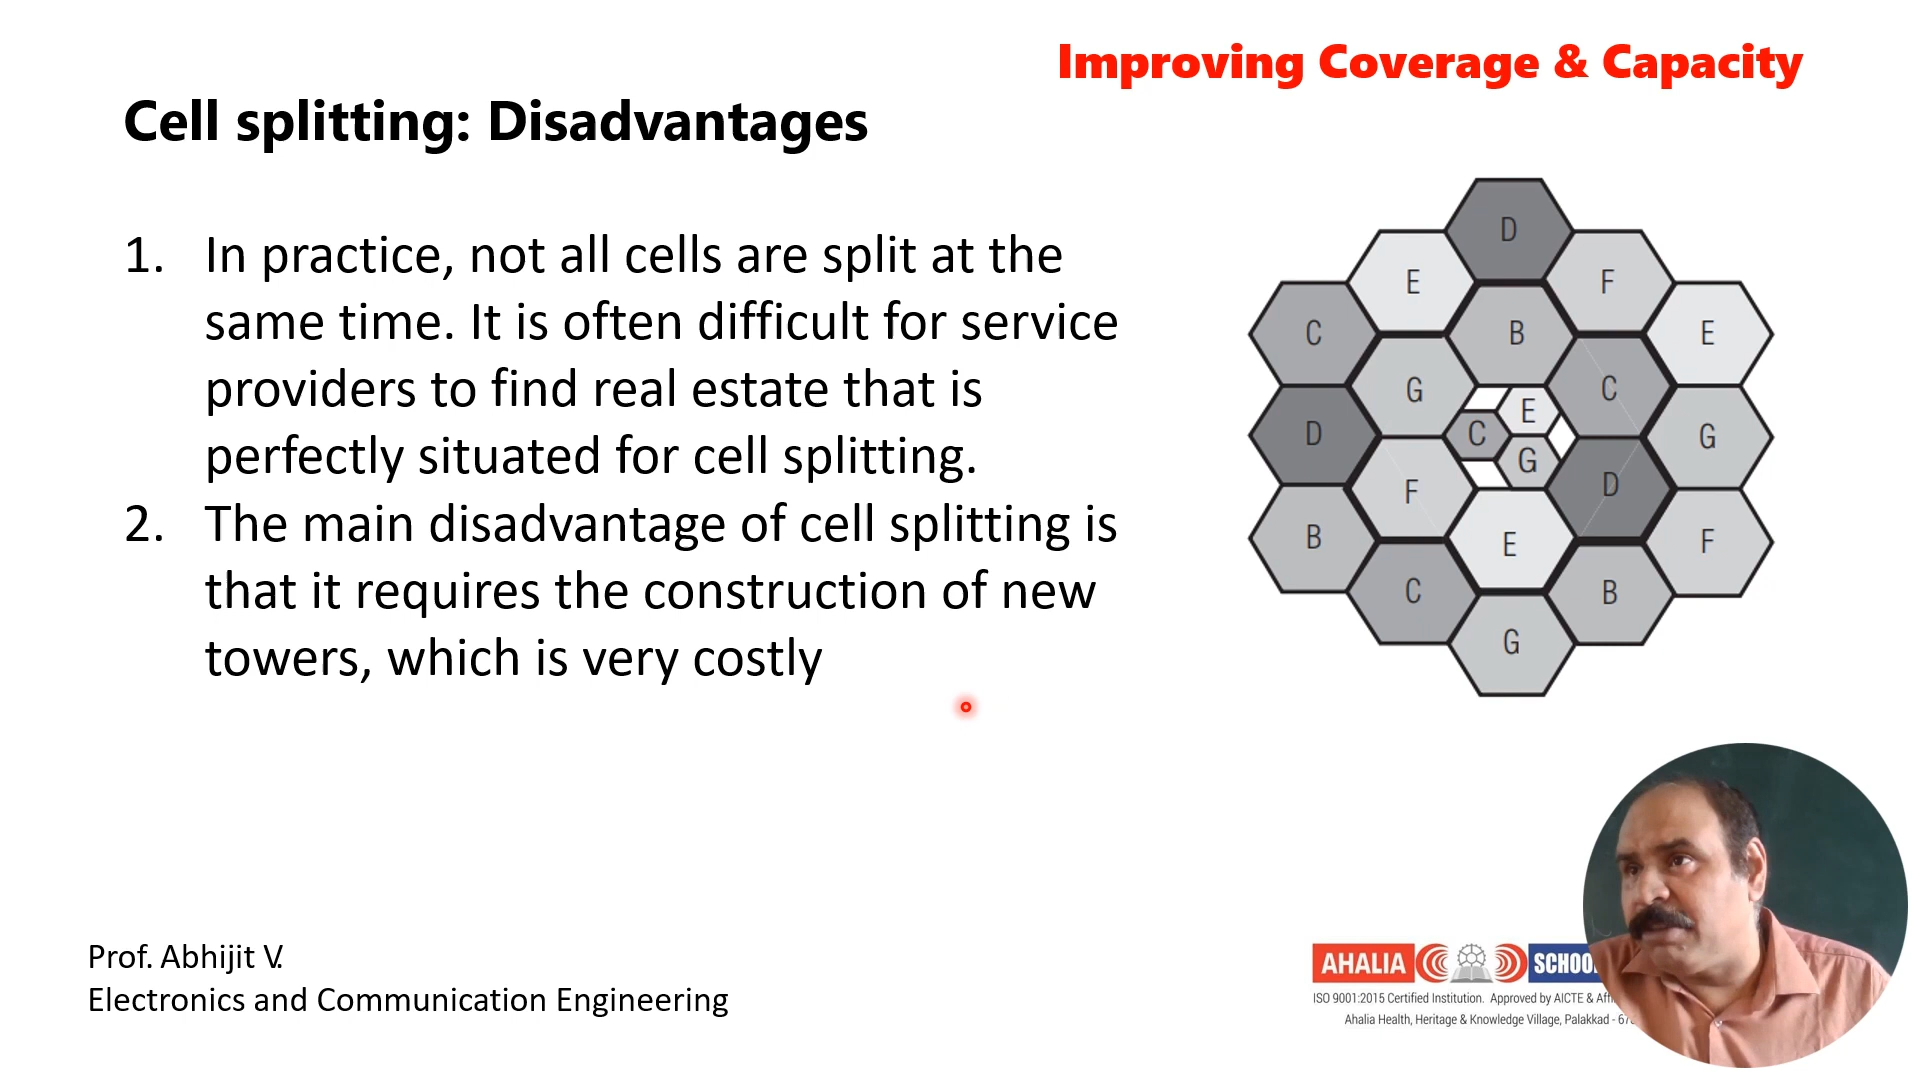 Improving Coverage & Capacity
Cell splitting: Disadvantages
1. In practice, not all cells are split at the
same time. It is often difficult for service
providers to find real estate that is
perfectly situated for cell splitting.
2. The main disadvantage of cell splitting is
that it requires the construction of new
towers, which is very costly
D
E
F
C
B
E
G
C
E
C
D
G
G
F
D
B
E
F
C
B
G
Prof. Abhijit V.
Electronics and Communication Engineering
AHALIA SCHOOL
ISO 9001:2015 Certified Institution. Approved by AICTE &
Ahalia Health, Heritage & Knowledge Village, Palakkad -